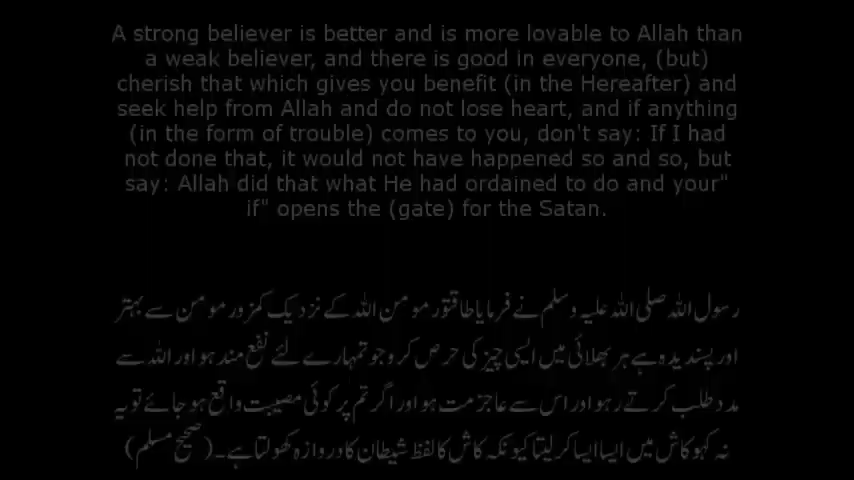 A strong believer is better and is more lovable to Allah than
a weak believer, and there is good in everyone, (but)
cherish that which gives you benefit (in the Hereafter) and
seek help from Allah and do not lose heart, and if anything
(in the form of trouble) comes to you, don't say: If I had
not done that, it would not have happened so and so, but
say: Allah did that what He had ordained to do and your"
if" opens the (gate) for the Satan.
رسول اللہ صلی اللہ علیہ وسلم نے فرمایا طاقتور مومن اللہ کے نزدیک کمزور مومن سے بہتر
اور پسندیدہ ہے ہر بھلائی میں ایسی چیز کی حرص کرو جو تمہارے لئے نفع مند ہو اور اللہ سے
مدد طلب کرتے رہو اور اس سے عاجز مت ہو اور اگر تم پر کوئی مصیبت واقع ہو جائے تو یہ
نہ کہو کاش میں ایسا ایسا کر لیتا کیونکہ کاش کا لفظ شیطان کا دروازہ کھولتا ہے۔(صحیح مسلم)